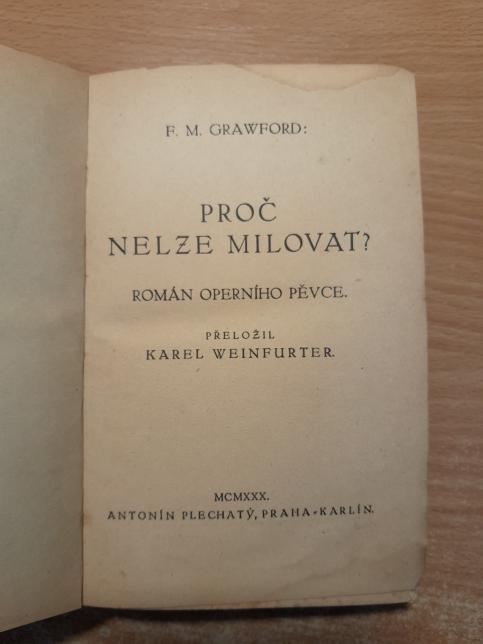 F. M. GRAWFORD:
PROČ
NELZE MILOVAT?
ROMÁN OPERNÍHO PĚVCE.
PŘELOŽIL
KAREL WEINFURTER.
MCMXXX.
ANTONÍN PLECHATÝ, PRAHA-KARLÍN.